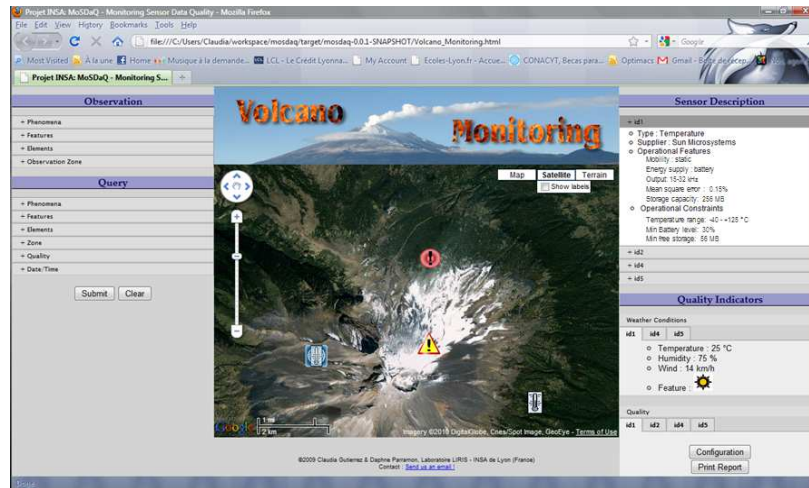 Projet INSA: MoSDaQ - Monitoring Sensor Data Quality - Mozilla Firefox
File Edit View History Bookmarks Tools Help
file:///C:/Users/Claudia/workspace/mosdaq/target/mosdaq-0.0.1-SNAPSHOT/Volcano_Monitoring.html
Google
Most Visited À la une Home Musique à la demande... LCL - Le Crédit Lyonna... My Account Ecoles-Lyon.fr - Accue... CONACYT, Becas para... Optimacs Gmail - Boîte de récep...
Projet INSA: MoSDaQ - Monitoring S...
Observation
+ Phenomena
+ Features
+ Elements
+ Observation Zone
Query
+ Phenomena
+ Features
+ Elements
+ Zone
+ Quality
+ Date/Time
Submit Clear
Volcano
Monitoring
Map Satellite Terrain
Show labels
1 mi
2 km
Google
Imagery ©2010 DigitalGlobe, Cnes/Spot Image, GeoEye - Terms of Use
©2009 Claudia Gutierrez & Daphne Parramon, Laboratoire LIRIS - INSA de Lyon (France)
Contact : Send us an email !
Sensor Description
+ id1
Type : Temperature
Supplier : Sun Microsystems
Operational Features
Mobility : static
Energy supply : battery
Output: 15-32 kHz
Mean square error : 0.15%
Storage capacity: 256 MB
Operational Constraints
Temperature range: -40 - +125 °C
Min Battery level: 30%
Min free storage: 56 MB
+ id2
+ id4
+ id5
Quality Indicators
Weather Conditions
id1 id4 id5
Temperature : 25 °C
Humidity : 75 %
Wind : 14 km/h
Feature :
Quality
id1 id2 id4 id5
Configuration
Print Report
Done